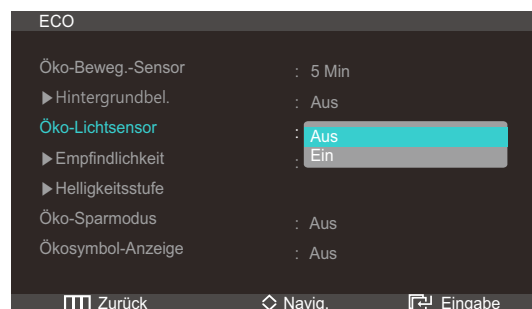 ECO
Öko-Beweg.-Sensor : 5 Min
▶Hintergrundbel. : Aus
Öko-Lichtsensor : Aus
▶Empfindlichkeit : Ein
▶Helligkeitsstufe
Öko-Sparmodus : Aus
Ökosymbol-Anzeige : Aus
Zurück Navig. Eingabe